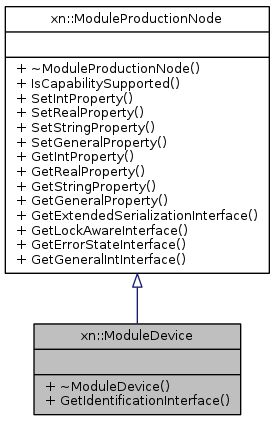 xn::ModuleProductionNode
+ ~ModuleProductionNode()
+ IsCapabilitySupported()
+ SetIntProperty()
+ SetRealProperty()
+ SetStringProperty()
+ SetGeneralProperty()
+ GetIntProperty()
+ GetRealProperty()
+ GetStringProperty()
+ GetGeneralProperty()
+ GetExtendedSerializationInterface()
+ GetLockAwareInterface()
+ GetErrorStateInterface()
+ GetGeneralIntInterface()
xn::ModuleDevice
+ ~ModuleDevice()
+ GetIdentificationInterface()